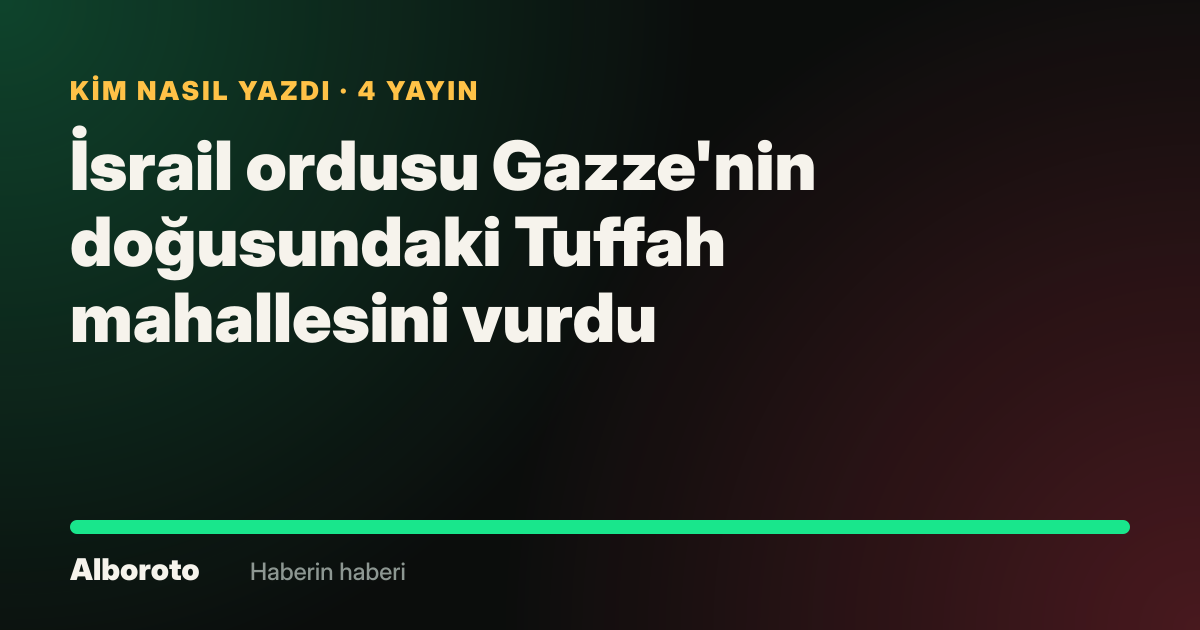 KİM NASIL YAZDI · 4 YAYIN
İsrail ordusu Gazze'nin
doğusundaki Tuffah
mahallesini vurdu
Alboroto
Haberin haberi